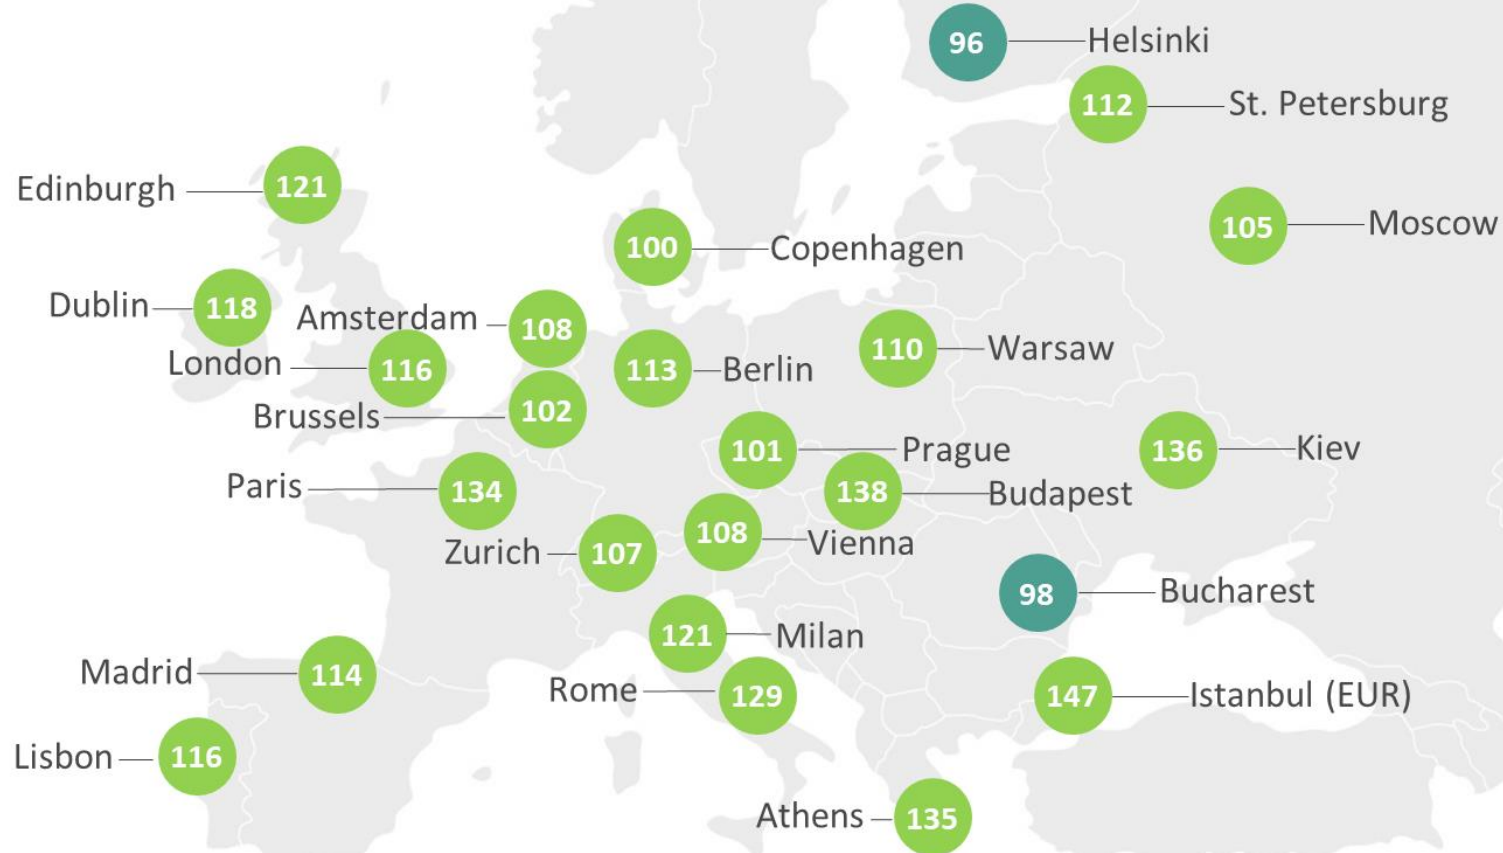 96 Helsinki
112 St. Petersburg
Edinburgh 121
105 Moscow
100 Copenhagen
Dublin 118
Amsterdam 108
110 Warsaw
London 116
113 Berlin
Brussels 102
101 Prague
136 Kiev
Paris 134
138 Budapest
108 Vienna
Zurich 107
98 Bucharest
121 Milan
Madrid 114
Rome 129
147 Istanbul (EUR)
Lisbon 116
Athens 135